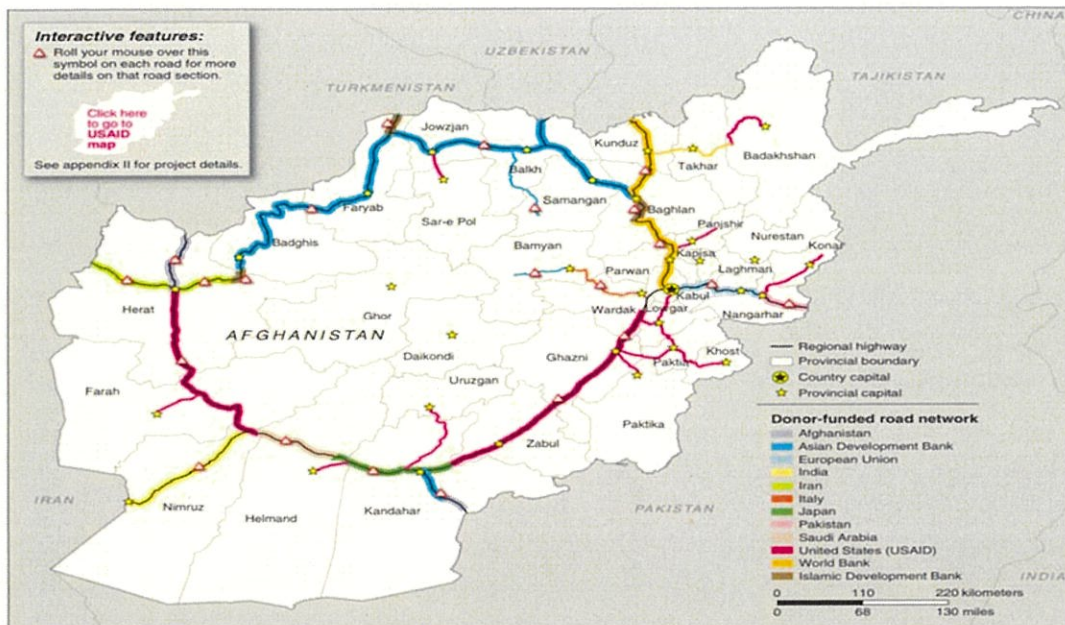 Interactive features:
Roll your mouse over this
symbol on each road for more
details on that road section.
Click here
to go to
USAID
map
See appendix II for project details.
CHINA
UZBEKISTAN
TAJIKISTAN
TURKMENISTAN
Jowzjan
Kunduz
Takhar
Badakhshan
Balkh
Faryab
Samangan
Sar-e Pol
Baghlan
Panjshir
Badghis
Bamyan
Nurestan
Kapisa
Konar
Parwan
Laghman
Herat
Kabul
Wardak
Lowgar
Nangarhar
Ghor
AFGHANISTAN
Daikondi
Ghazni
Khost
Paktia
Uruzgan
Farah
Paktika
Zabul
IRAN
Nimruz
Helmand
Kandahar
PAKISTAN
INDIA
Regional highway
Provincial boundary
Country capital
Provincial capital
Donor-funded road network
Afghanistan
Asian Development Bank
European Union
India
Iran
Italy
Japan
Pakistan
Saudi Arabia
United States (USAID)
World Bank
Islamic Development Bank
0 110 220 kilometers
0 68 130 miles